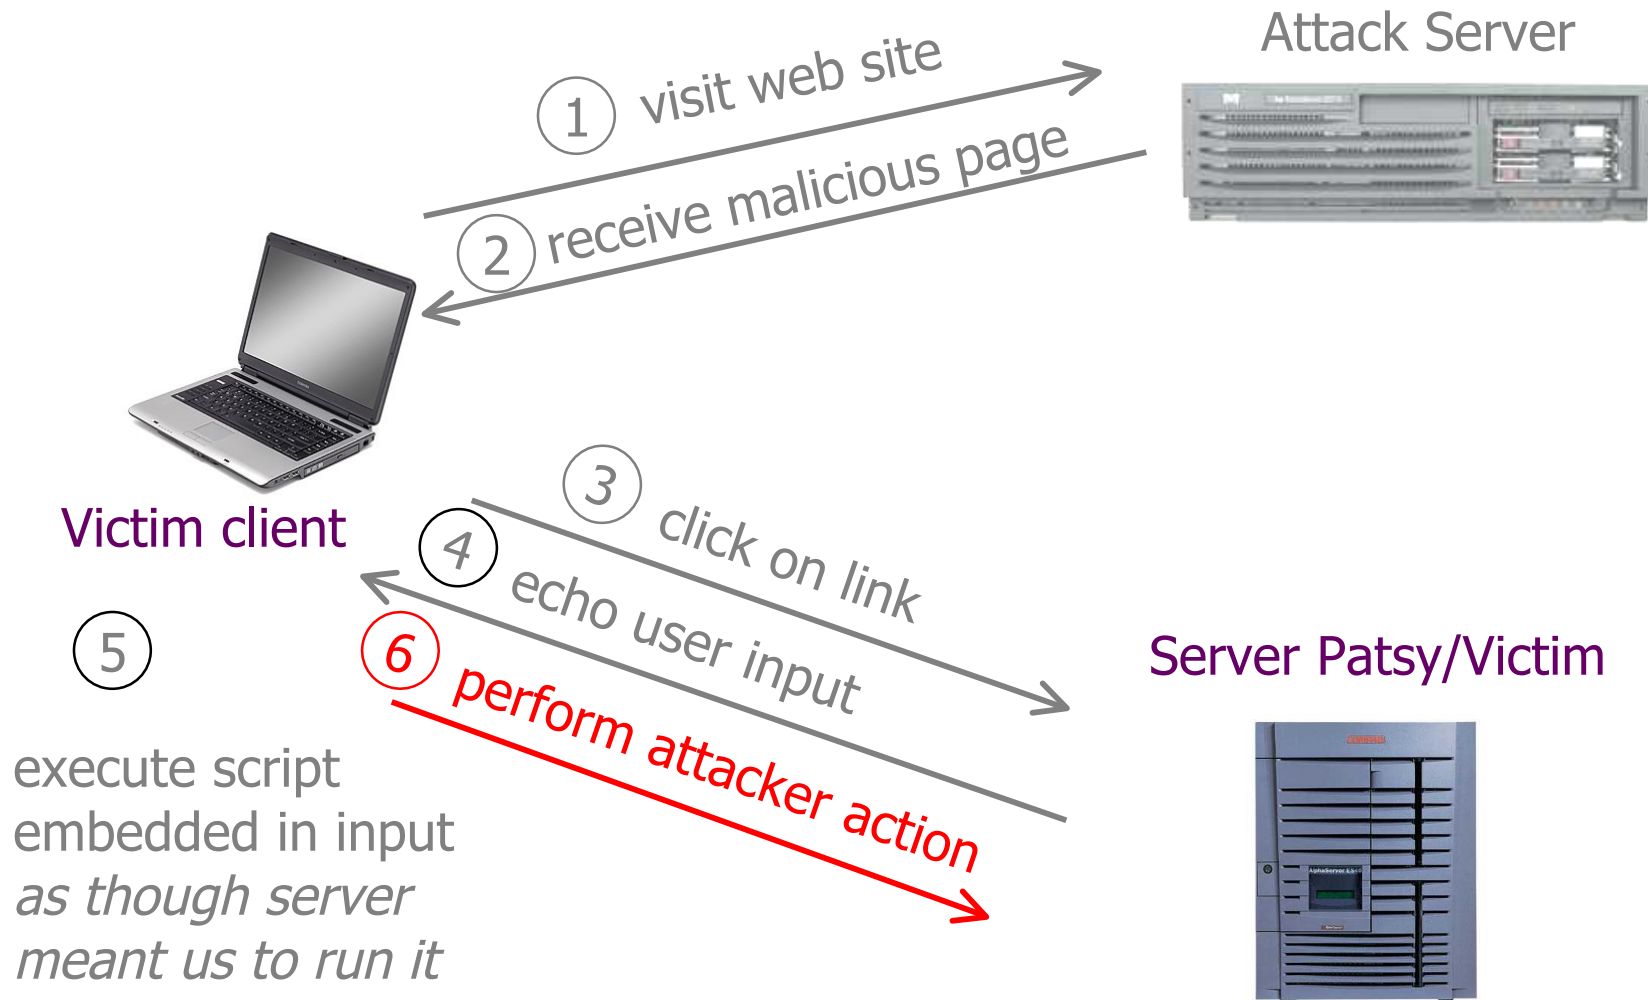 Attack Server
1 visit web site
2 receive malicious page
Victim client
3 click on link
4 echo user input
5
6 perform attacker action
Server Patsy/Victim
execute script
embedded in input
as though server
meant us to run it